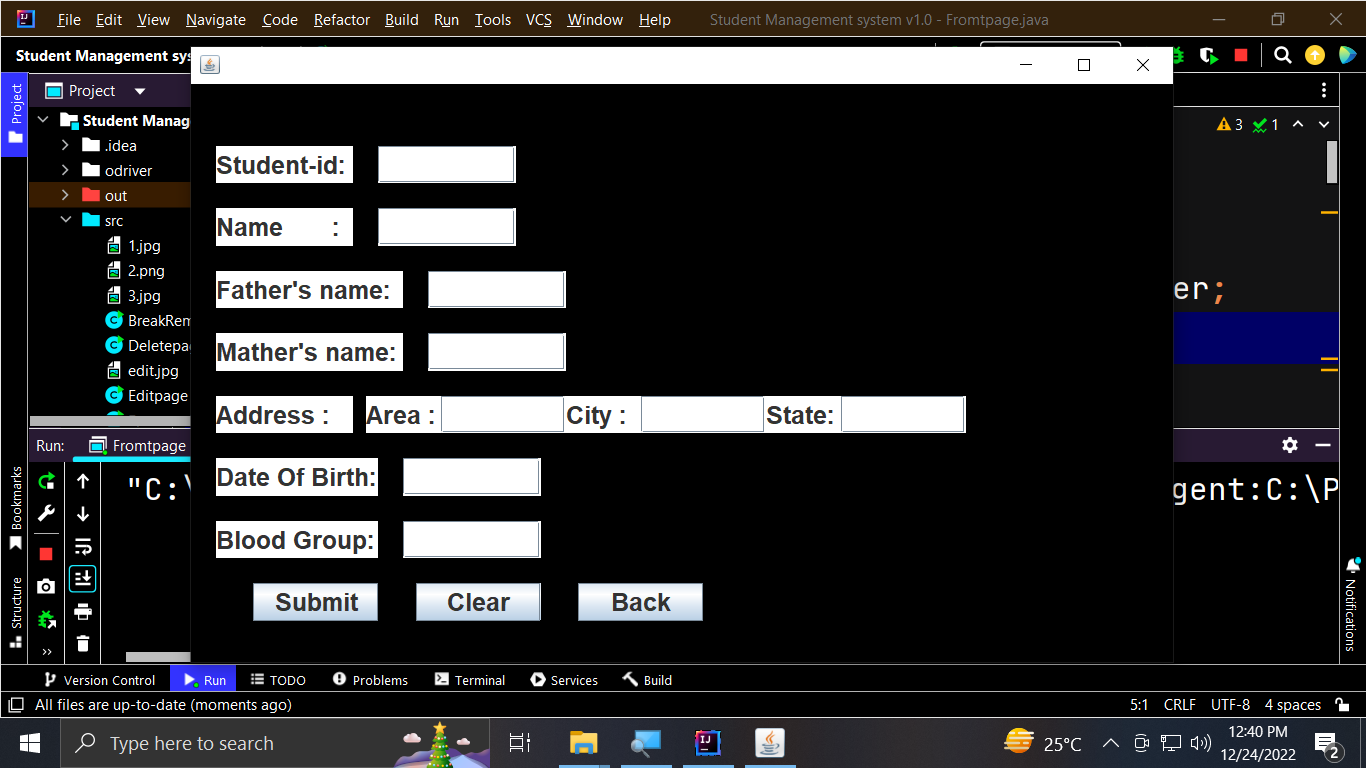 File Edit View Navigate Code Refactor Build Run Tools VCS Window Help Student Management system v1.0 - Fromtpage.java
Student Management sys
Project
Project
Student Manag
3 1
.idea
odriver
out
src
1.jpg
2.png
3.jpg
BreakRem
Deletepa
edit.jpg
Editpage
er;
Student-id:
Name :
Father's name:
Mather's name:
Address : Area : City : State:
Date Of Birth:
Blood Group:
Submit Clear Back
Run: Fromtpage
"C:\
gent:C:\P
Bookmarks
Structure
Notifications
Version Control Run TODO Problems Terminal Services Build
All files are up-to-date (moments ago) 5:1 CRLF UTF-8 4 spaces
Type here to search 25°C 12:40 PM
12/24/2022 2